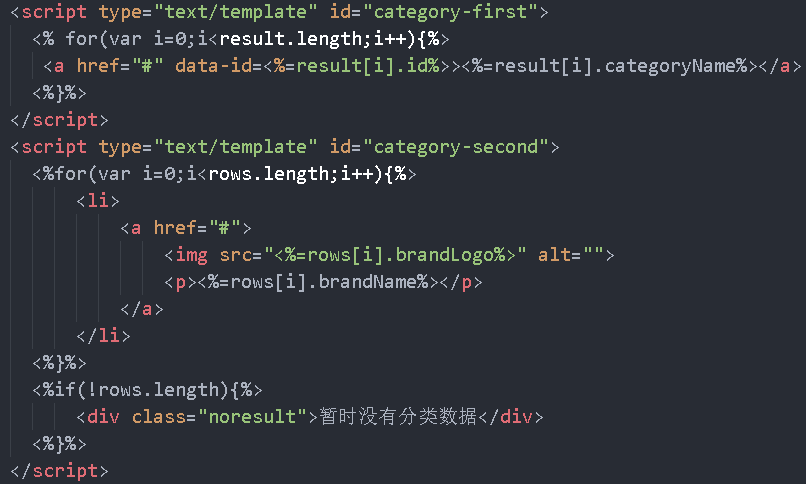 <script type="text/template" id="category-first">
<% for(var i=0;i<result.length;i++){%>
<a href="#" data-id=<%=result[i].id%>><%=result[i].categoryName%></a>
<%}%>
</script>
<script type="text/template" id="category-second">
<%for(var i=0;i<rows.length;i++){%>
<li>
<a href="#">
<img src="<%=rows[i].brandLogo%>" alt="">
<p><%=rows[i].brandName%></p>
</a>
</li>
<%}%>
<%if(!rows.length){%>
<div class="noresult">暂时没有分类数据</div>
<%}%>
</script>